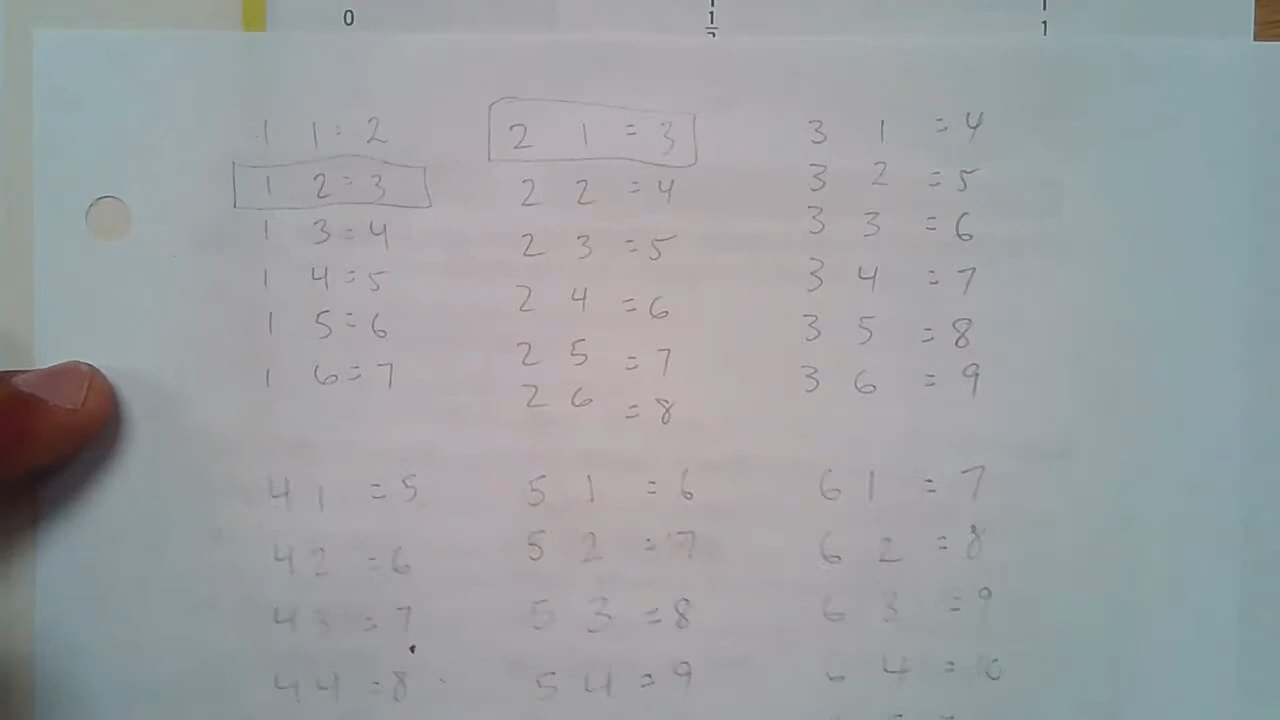 0 1/2 1
1 1 = 2
1 2 = 3
1 3 = 4
1 4 = 5
1 5 = 6
1 6 = 7
2 1 = 3
2 2 = 4
2 3 = 5
2 4 = 6
2 5 = 7
2 6 = 8
3 1 = 4
3 2 = 5
3 3 = 6
3 4 = 7
3 5 = 8
3 6 = 9
4 1 = 5
4 2 = 6
4 3 = 7
4 4 = 8
5 1 = 6
5 2 = 7
5 3 = 8
5 4 = 9
6 1 = 7
6 2 = 8
6 3 = 9
6 4 = 10